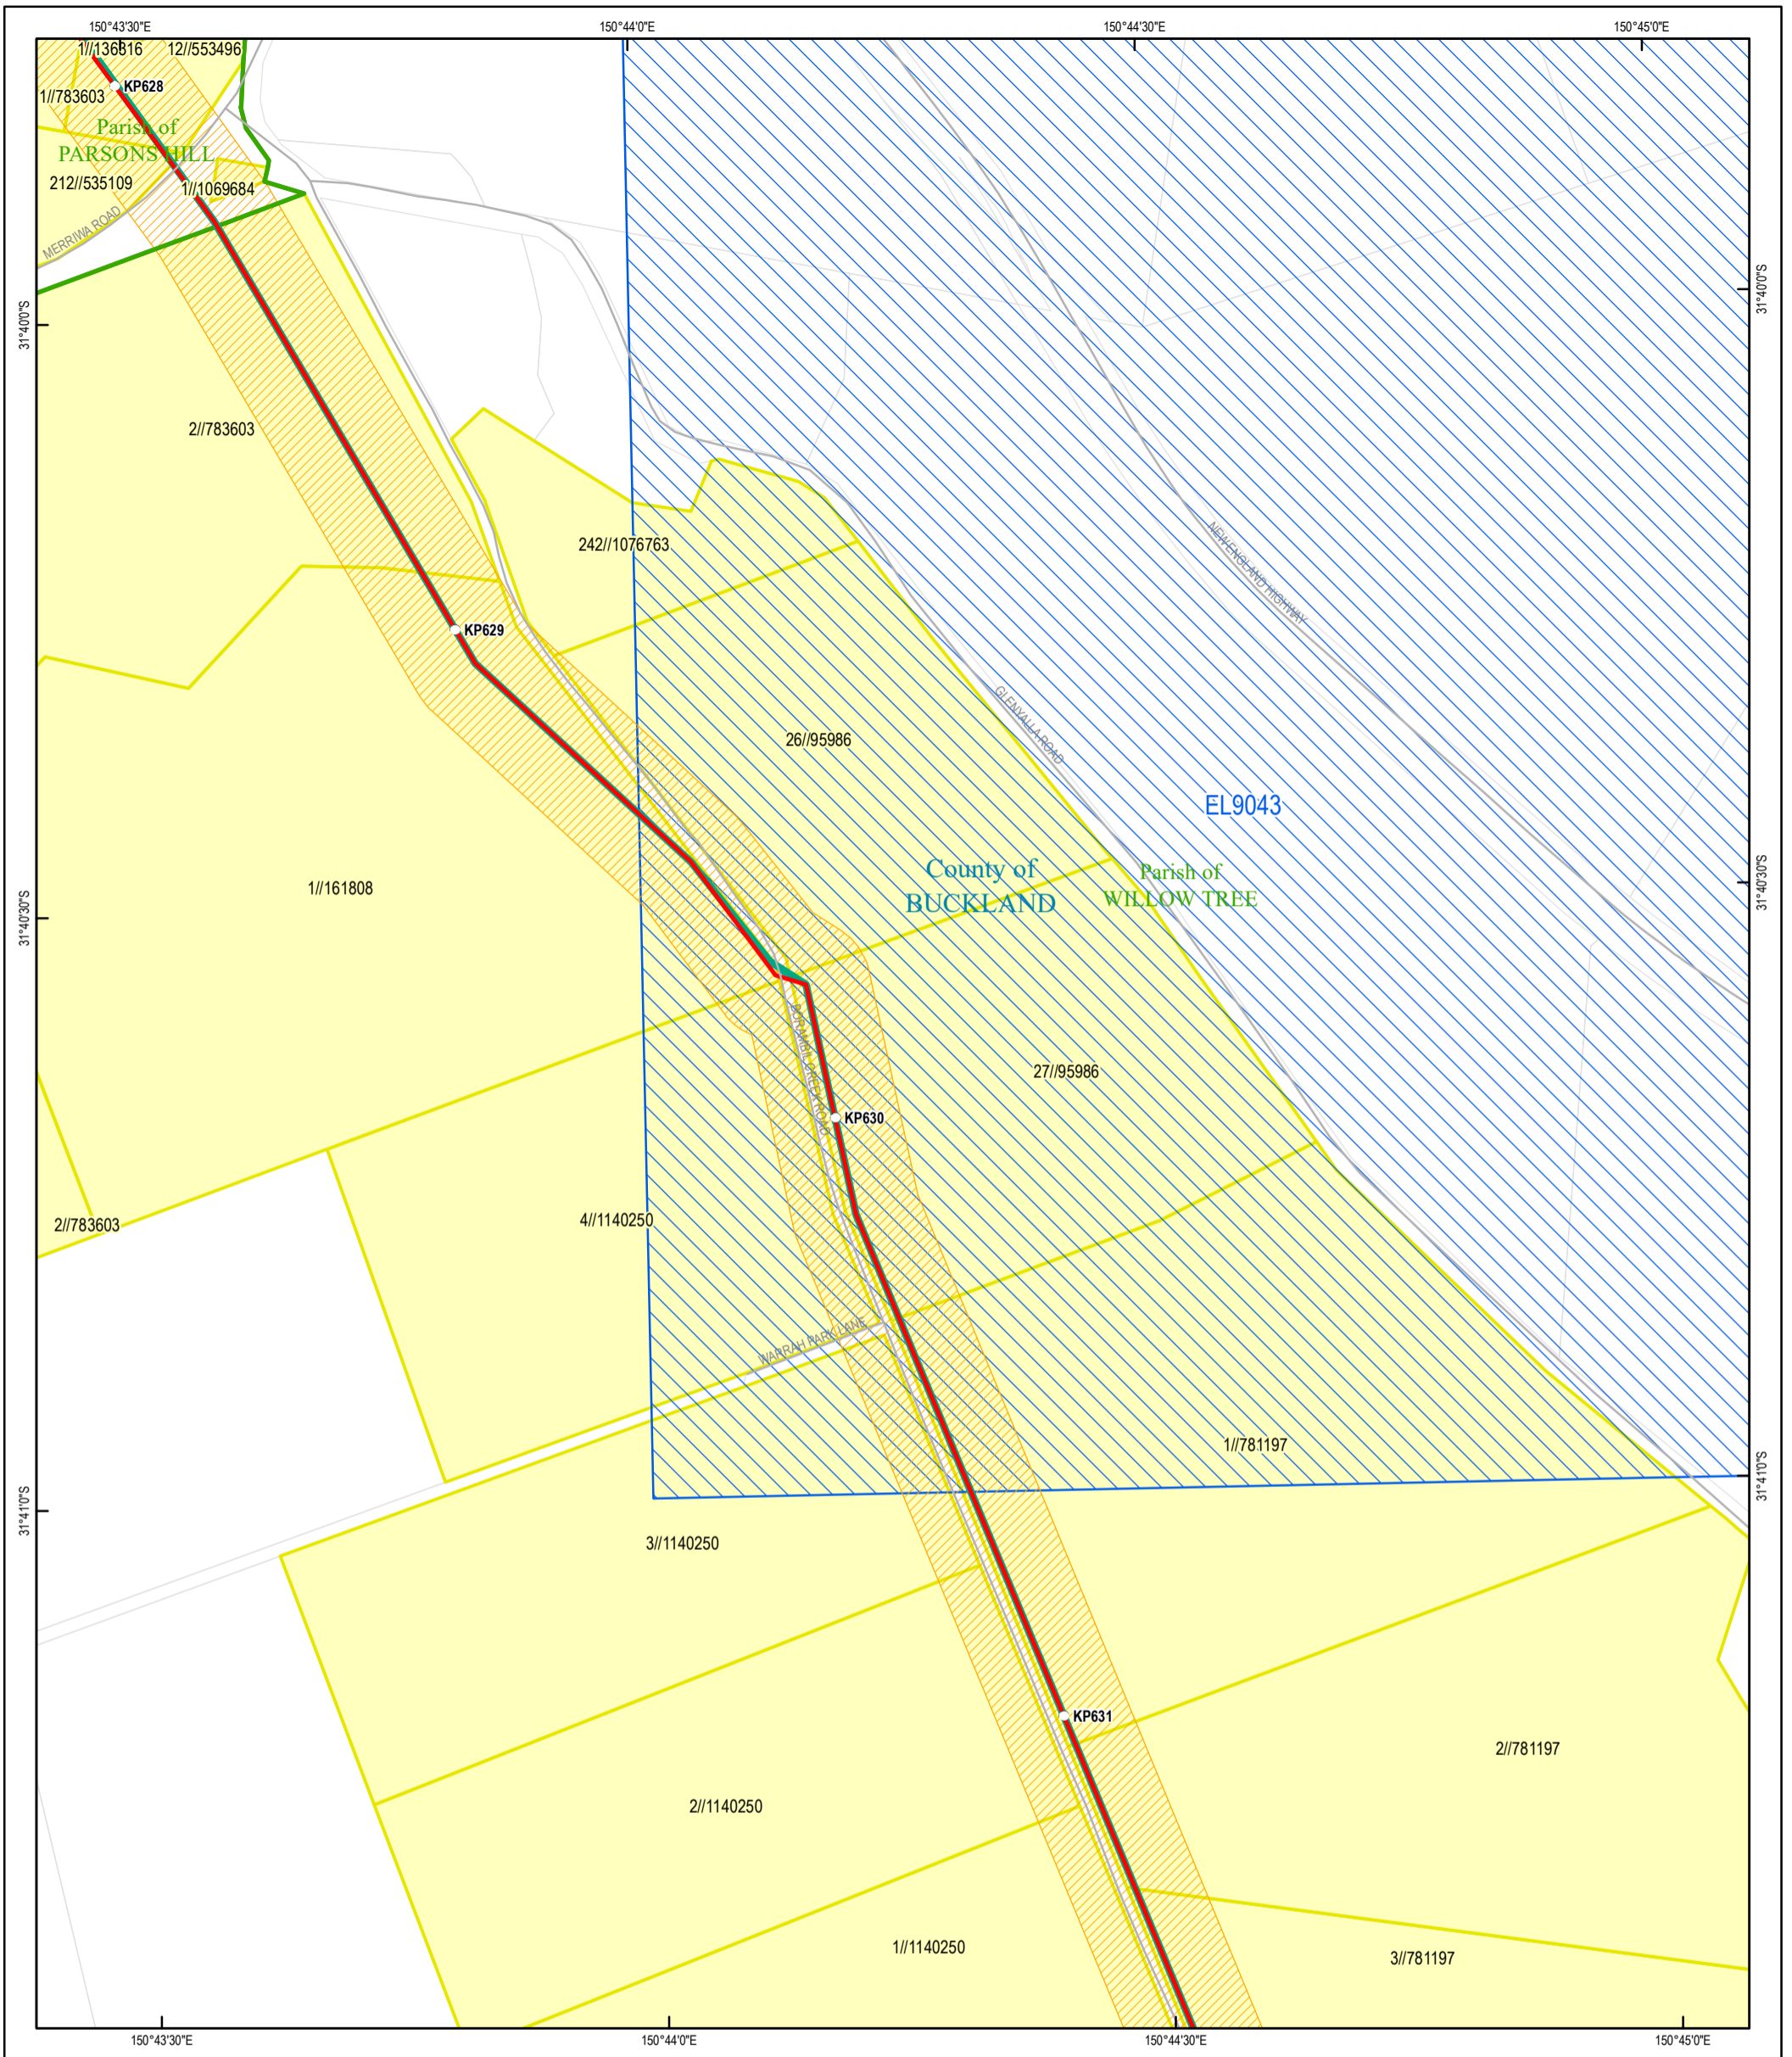 150°43'30"E
150°44'0"E
150°44'30"E
150°45'0"E
1//136816
12//553496
KP628
1//783603
Parish of
PARSONS HILL
212//535109
1//1069684
MERRIWA ROAD
31°40'0"S
31°40'0"S
2//783603
242//1076763
NEW ENGLAND HIGHWAY
KP629
GLENYALLA ROAD
26//95986
EL9043
County of
BUCKLAND
Parish of
WILLOW TREE
1//161808
31°40'30"S
31°40'30"S
BORAMBIL CREEK ROAD
27//95986
KP630
2//783603
4//1140250
WARRAH PARK LANE
1//781197
31°41'0"S
31°41'0"S
3//1140250
KP631
2//781197
2//1140250
1//1140250
3//781197
150°43'30"E
150°44'0"E
150°44'30"E
150°45'0"E